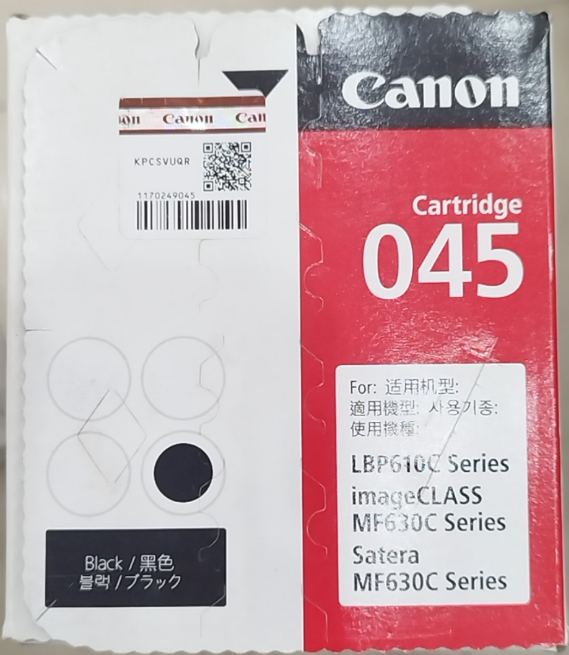 Canon
on Canon Can
KPCSVUQR
1170249045
Cartridge
045
For: 适用机型:
適用機型: 사용기종:
使用機種:
LBP610C Series
imageCLASS
MF630C Series
Satera
MF630C Series
Black / 黑色
블랙 / ブラック